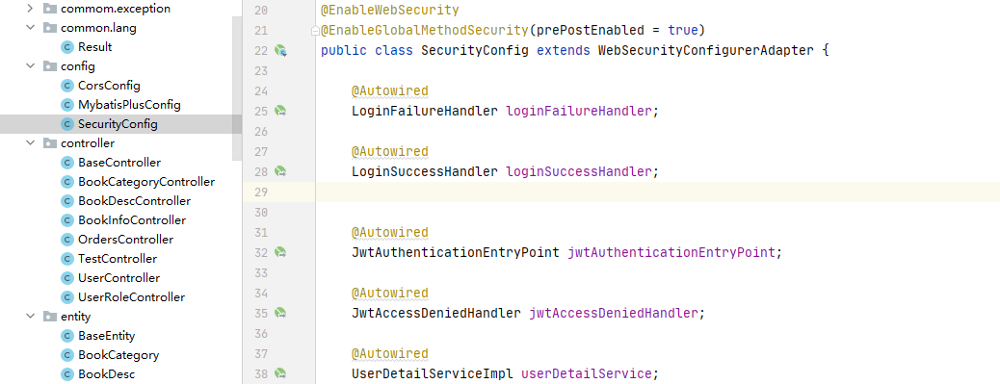 commom.exception
common.lang
Result
config
CorsConfig
MybatisPlusConfig
SecurityConfig
controller
BaseController
BookCategoryController
BookDescController
BookInfoController
OrdersController
TestController
UserController
UserRoleController
entity
BaseEntity
BookCategory
BookDesc
20 @EnableWebSecurity
21 @EnableGlobalMethodSecurity(prePostEnabled = true)
22 public class SecurityConfig extends WebSecurityConfigurerAdapter {
23
24 @Autowired
25 LoginFailureHandler loginFailureHandler;
26
27 @Autowired
28 LoginSuccessHandler loginSuccessHandler;
29
30
31 @Autowired
32 JwtAuthenticationEntryPoint jwtAuthenticationEntryPoint;
33
34 @Autowired
35 JwtAccessDeniedHandler jwtAccessDeniedHandler;
36
37 @Autowired
38 UserDetailServiceImpl userDetailService;